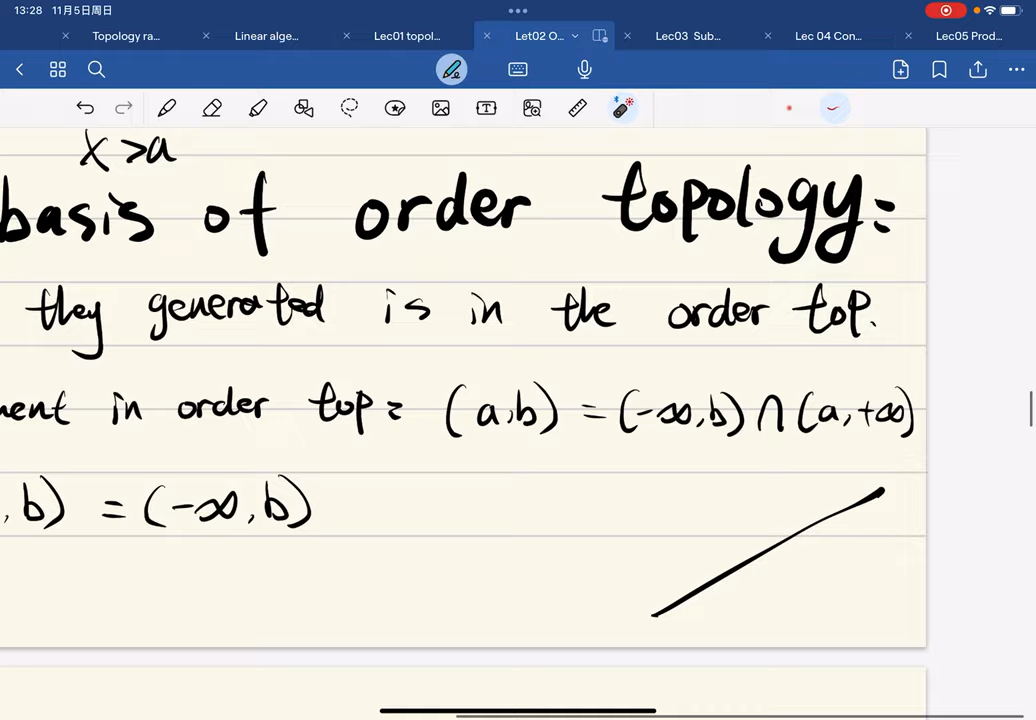 13:28 11月5日周日
Topology ra... Linear alge... Lec01 topol... Let02 O... Lec03 Sub... Lec 04 Con... Lec05 Prod
x > a
basis of order topology:
they generated is in the order top.
ment in order top: (a,b) = (-∞,b) ∩ (a,+∞)
,b) = (-∞,b)